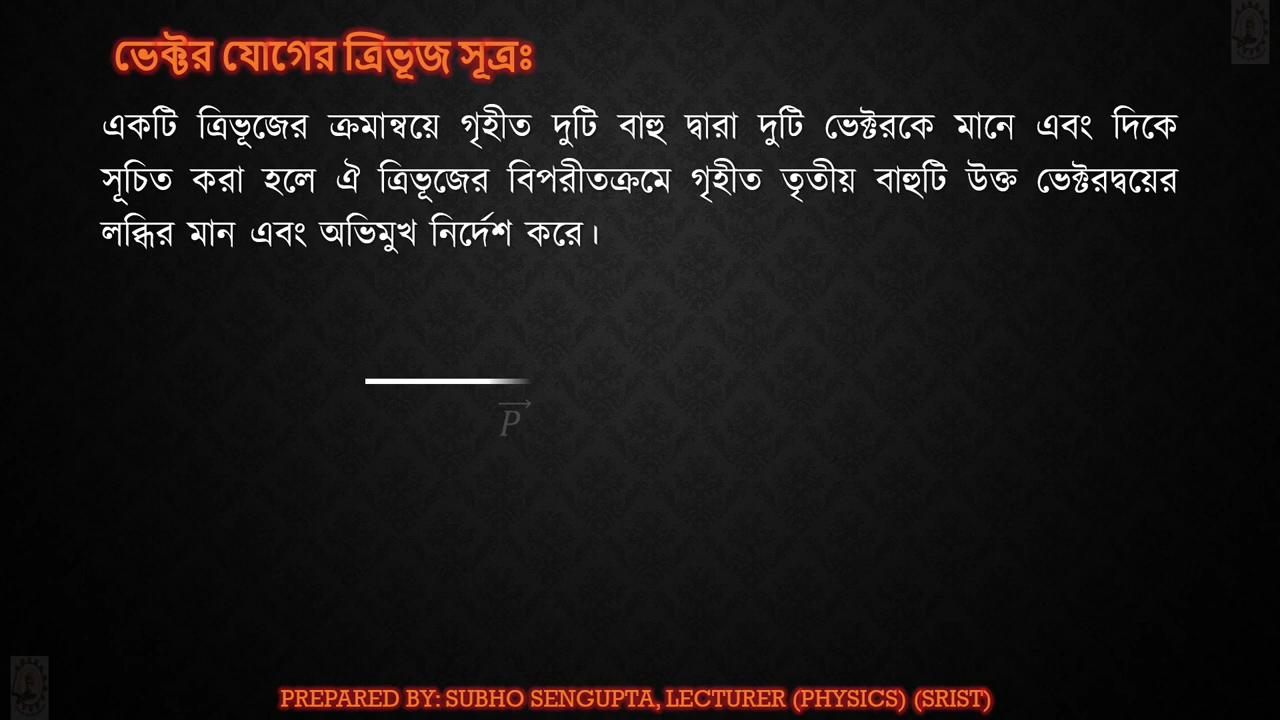 ভেক্টর যোগের ত্রিভূজ সূত্রঃ
একটি ত্রিভূজের ক্রমান্বয়ে গৃহীত দুটি বাহু দ্বারা দুটি ভেক্টরকে মানে এবং দিকে
সূচিত করা হলে ঐ ত্রিভূজের বিপরীতক্রমে গৃহীত তৃতীয় বাহুটি উক্ত ভেক্টরদ্বয়ের
লব্ধির মান এবং অভিমুখ নির্দেশ করে।
$\overrightarrow{P}$
PREPARED BY: SUBHO SENGUPTA, LECTURER (PHYSICS) (SRIST)